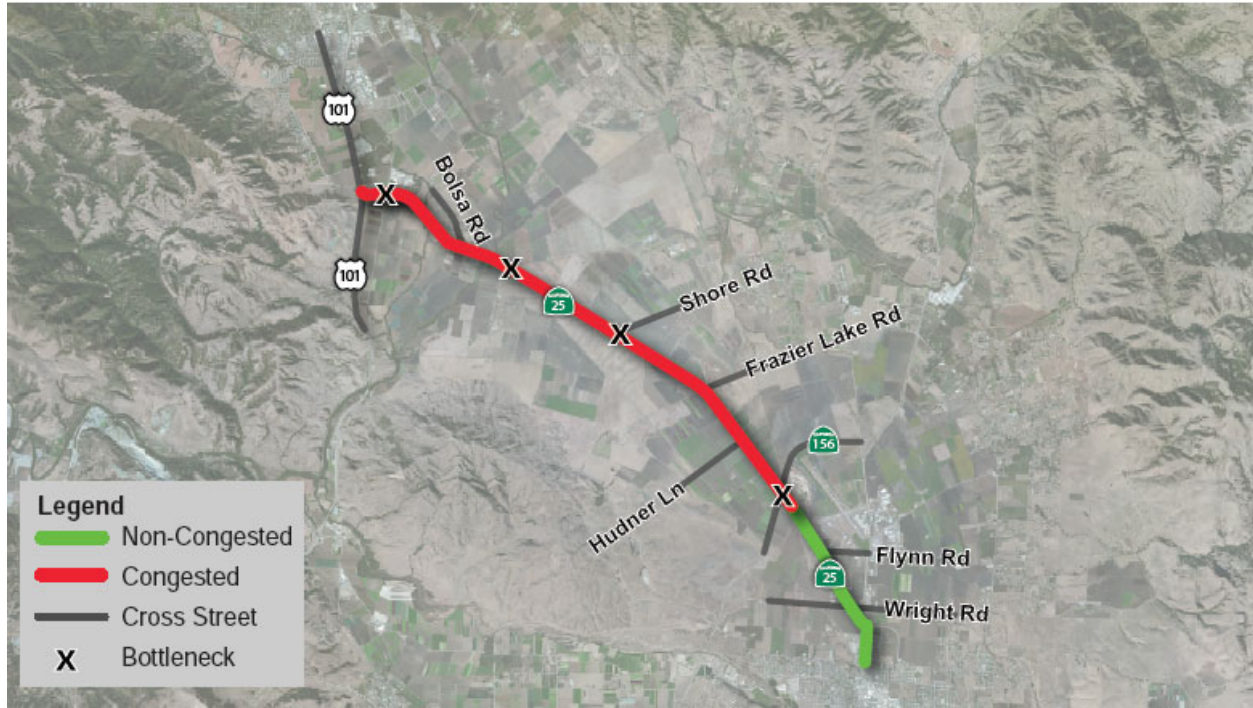 101
Bolsa Rd
101
25
Shore Rd
Frazier Lake Rd
156
Hudner Ln
Flynn Rd
25
Wright Rd
Legend
Non-Congested
Congested
Cross Street
X Bottleneck
X
X
X
X